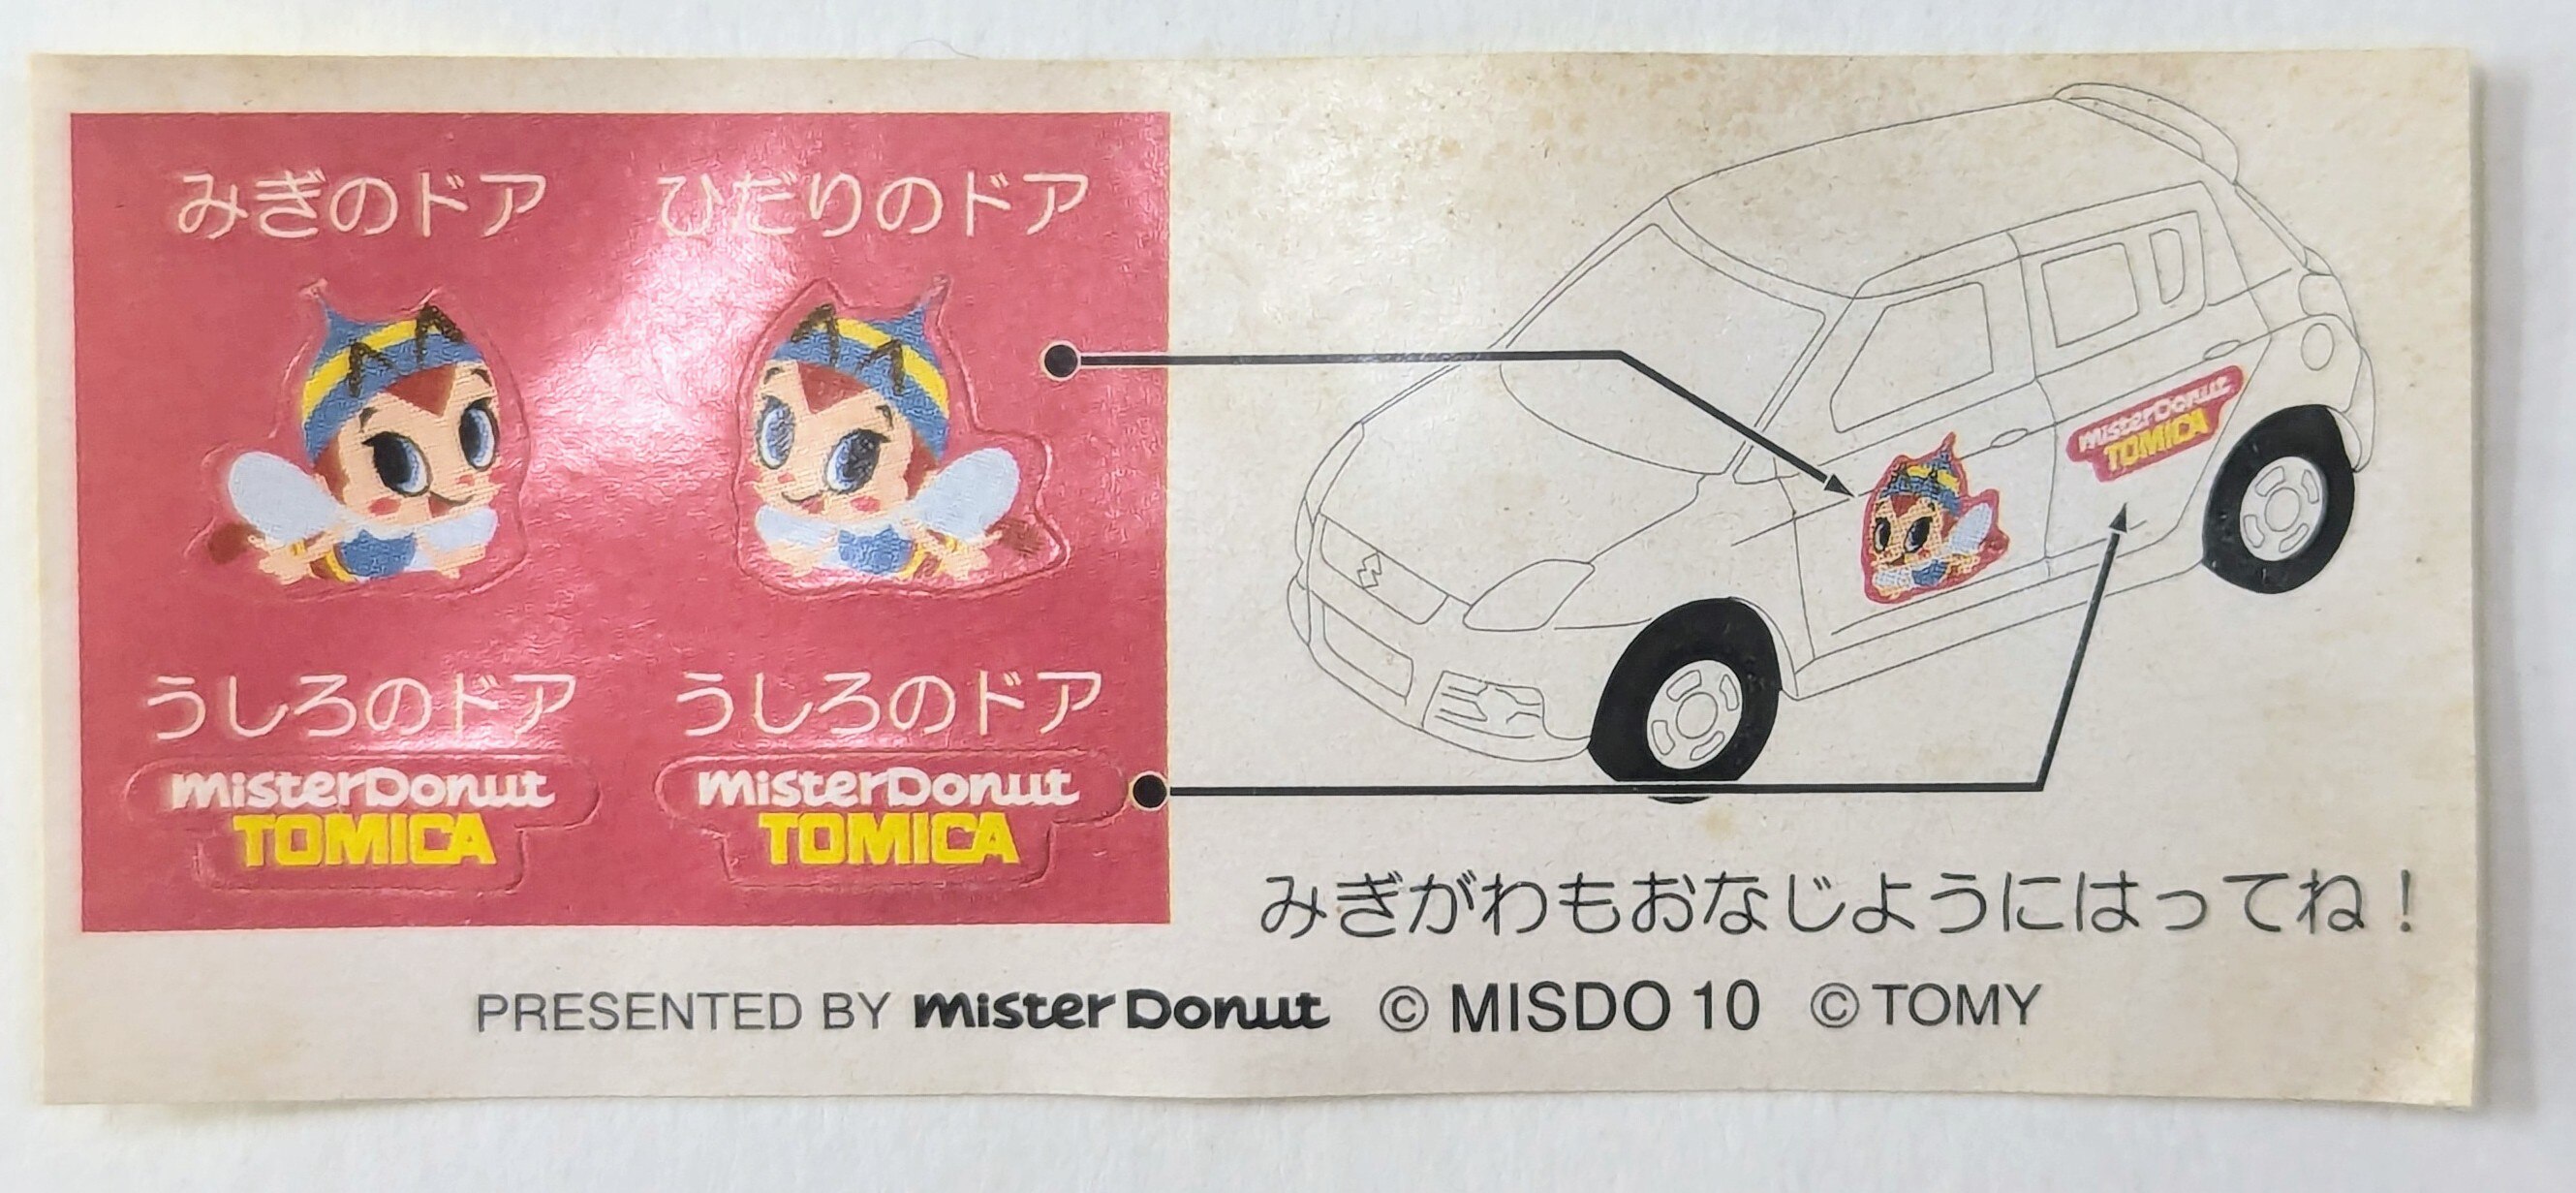 みぎのドア
ひだりのドア
うしろのドア
うしろのドア
misterDonut
TOMICA
misterDonut
TOMICA
misterDonut
TOMICA
みぎがわもおなじようにはってね！
PRESENTED BY mister Donut © MISDO 10 © TOMY